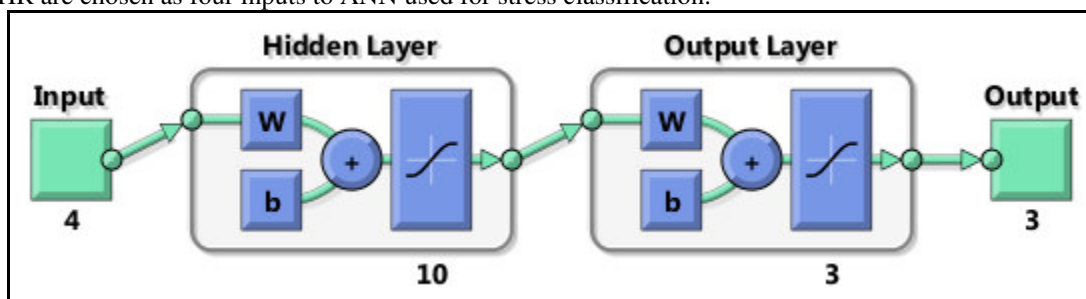 HR are chosen as four inputs to ANN used for stress classification.
Hidden Layer
Output Layer
Input
Output
W
W
+
+
b
b
4
3
10
3